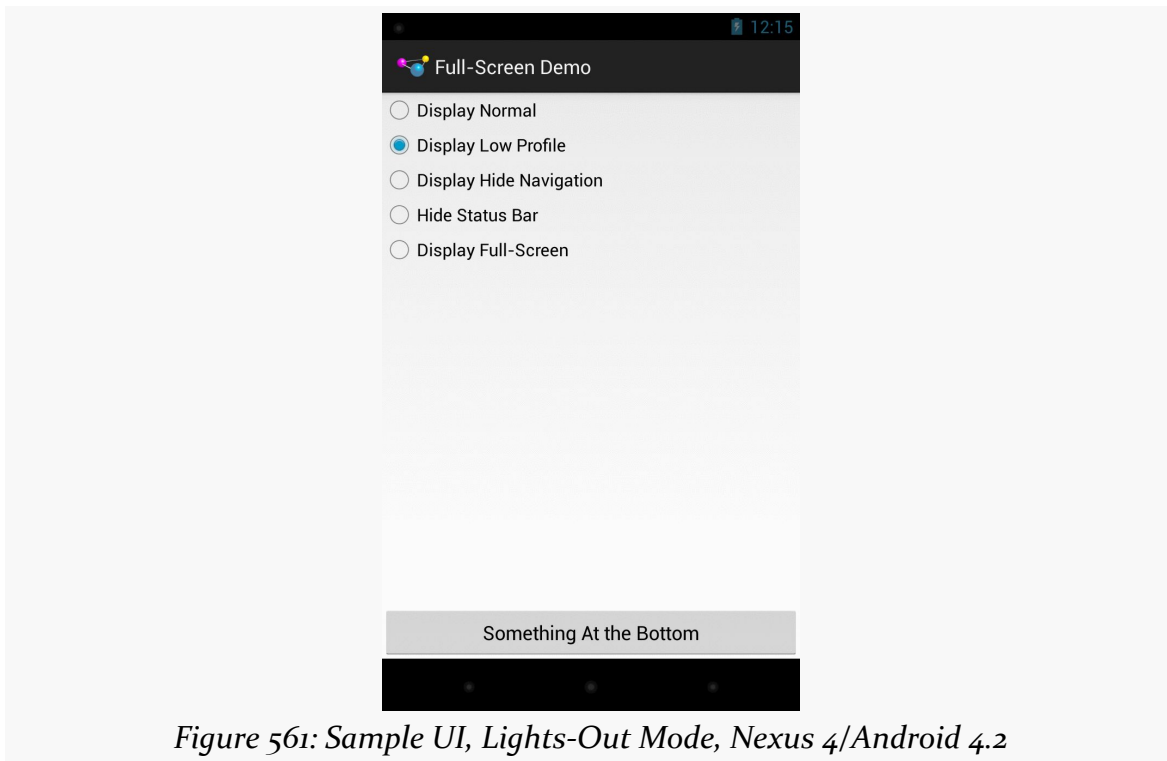 12:15
Full-Screen Demo
Display Normal
Display Low Profile
Display Hide Navigation
Hide Status Bar
Display Full-Screen
Something At the Bottom
Figure 561: Sample UI, Lights-Out Mode, Nexus 4/Android 4.2